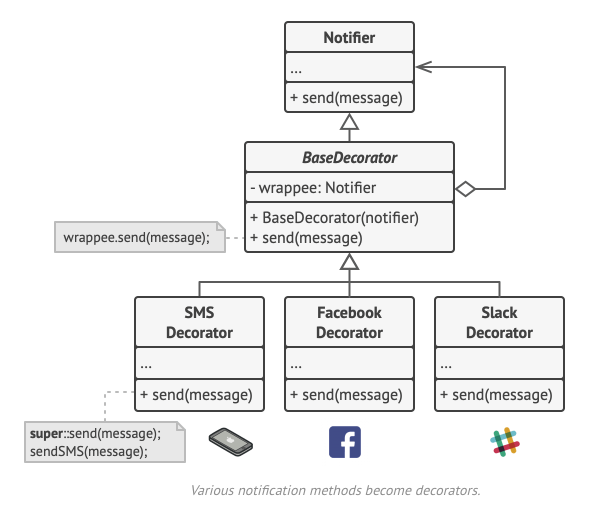 Notifier
...
+ send(message)
BaseDecorator
- wrappee: Notifier
+ BaseDecorator(notifier)
+ send(message)
wrappee.send(message);
SMS
Decorator
...
+ send(message)
Facebook
Decorator
...
+ send(message)
Slack
Decorator
...
+ send(message)
super::send(message);
sendSMS(message);
Various notification methods become decorators.